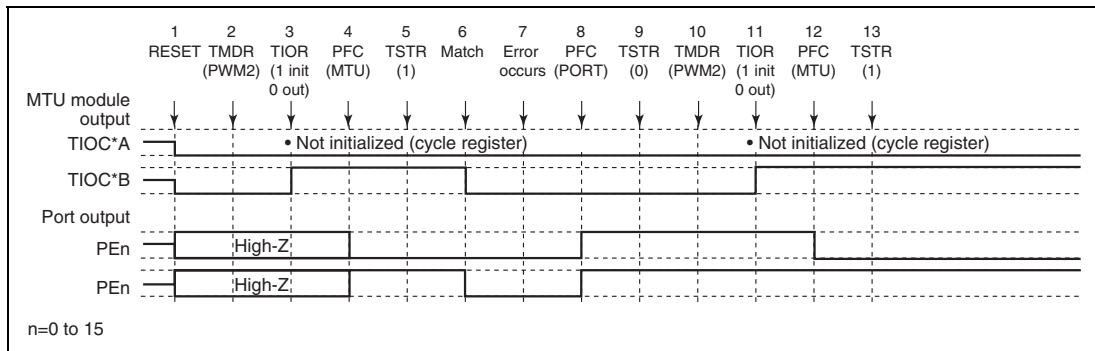 1 2 3 4 5 6 7 8 9 10 11 12 13
RESET TMDR TIOR PFC TSTR Match Error PFC TSTR TMDR TIOR PFC TSTR
(PWM2) (1 init (MTU) (1) occurs (PORT) (0) (PWM2) (1 init (MTU) (1)
0 out) 0 out)
MTU module
output
TIOC*A • Not initialized (cycle register) • Not initialized (cycle register)
TIOC*B
Port output
PEn High-Z
PEn High-Z
n=0 to 15